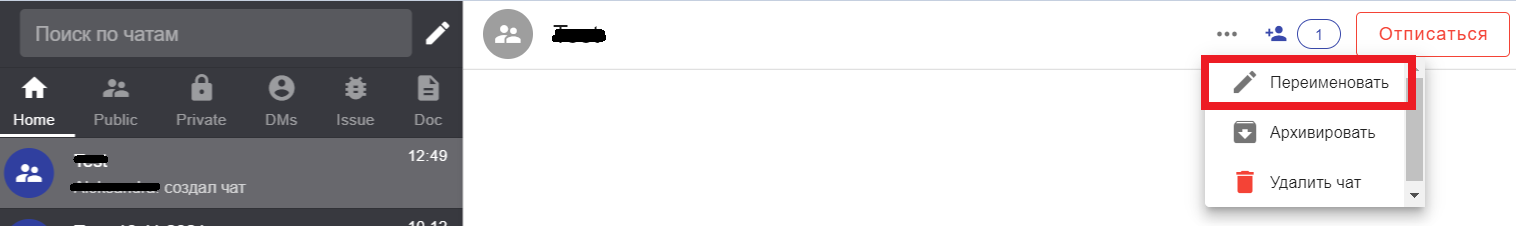 Поиск по чатам
1
Отписаться
Переименовать
Home Public Private DMs Issue Doc
Архивировать
12:49
создал чат
Удалить чат